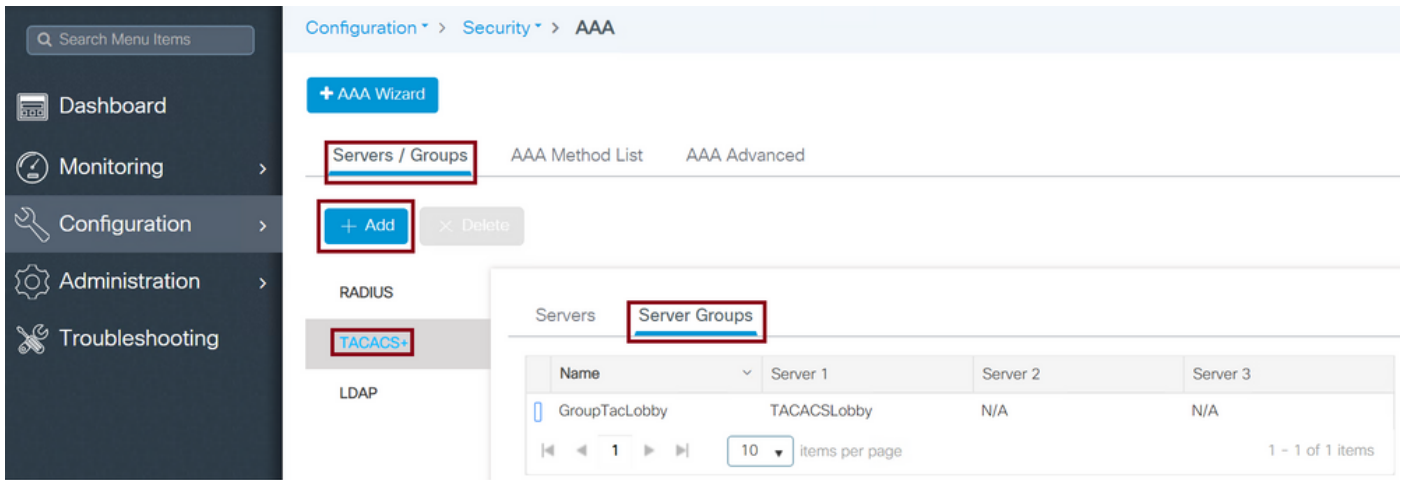 Search Menu Items
Dashboard
Monitoring
Configuration
Administration
Troubleshooting
Configuration > Security > AAA
+ AAA Wizard
Servers / Groups AAA Method List AAA Advanced
+ Add × Delete
RADIUS
TACACS+
LDAP
Servers Server Groups
Name Server 1 Server 2 Server 3
GroupTacLobby TACACSLobby N/A N/A
1 10 items per page 1 - 1 of 1 items